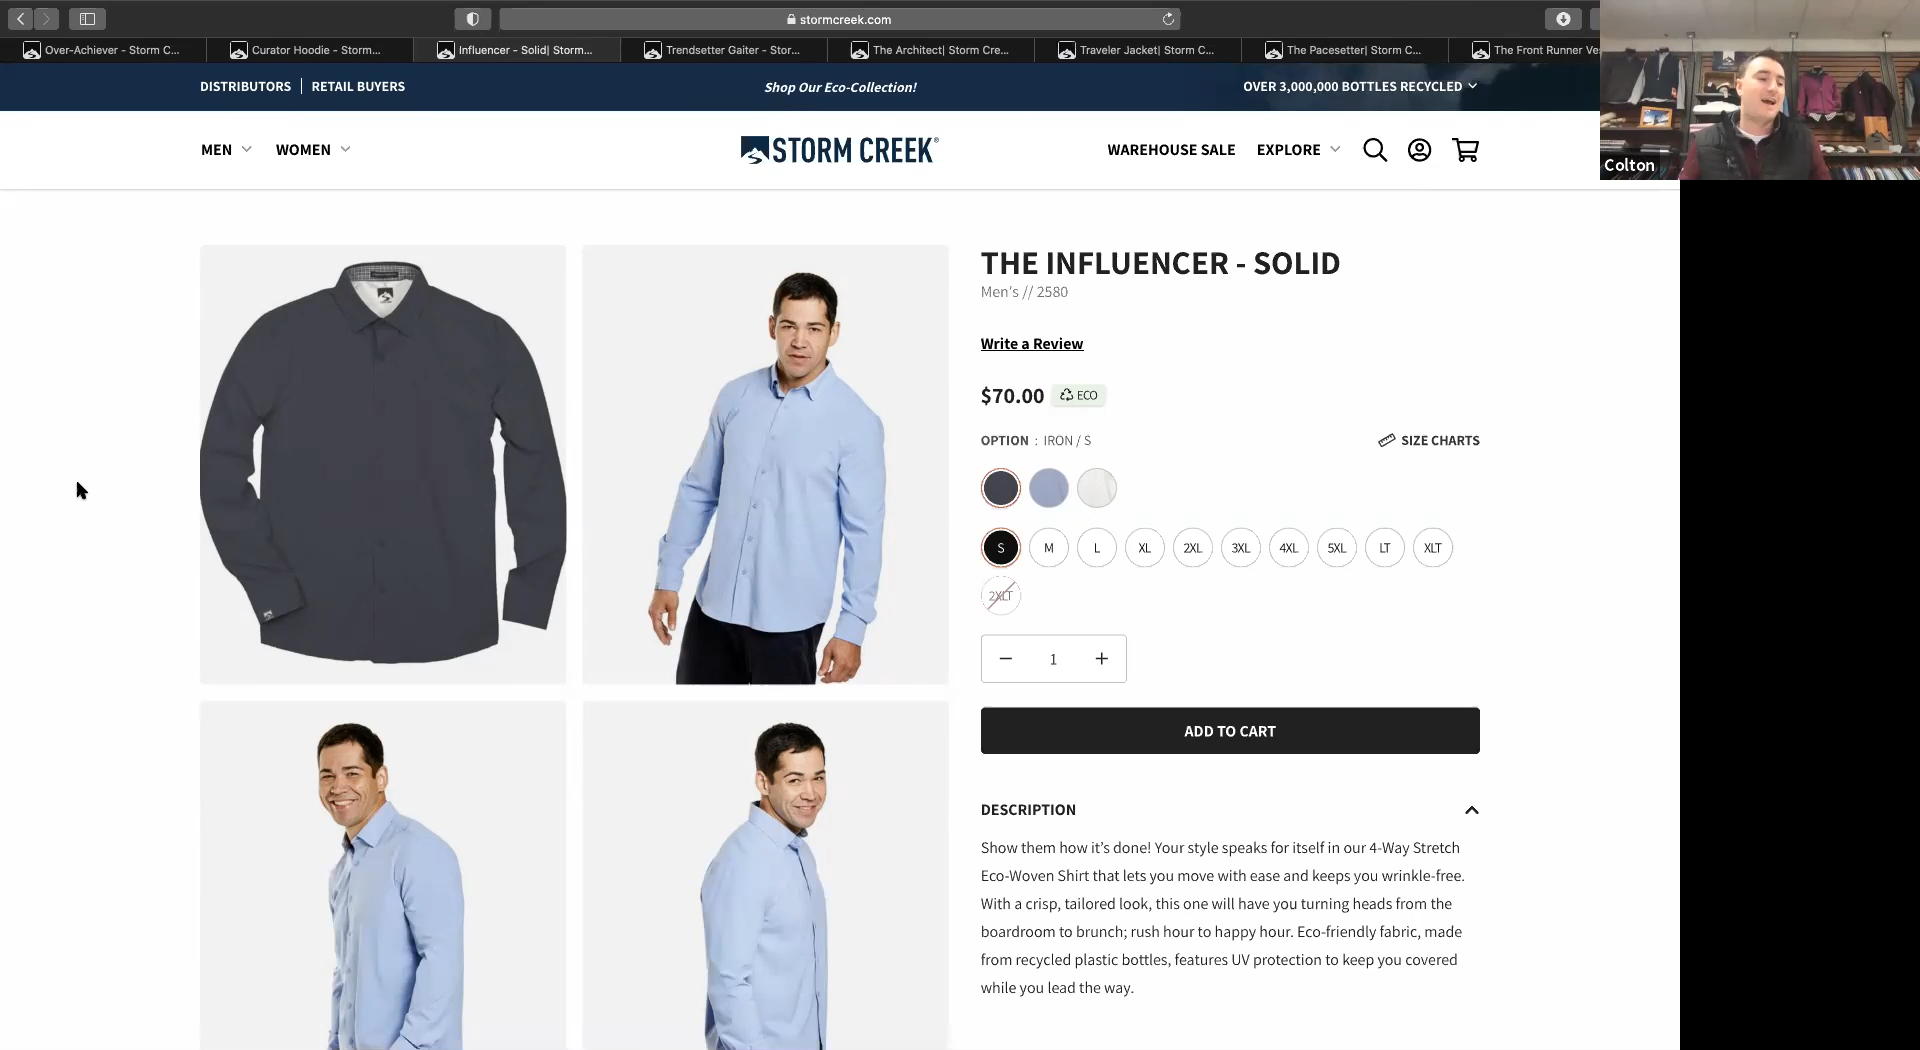 stormcreek.com
Over-Achiever - Storm C...
Curator Hoodie - Storm...
Influencer - Solid| Storm...
Trendsetter Gaiter - Stor...
The Architect| Storm Cre...
Traveler Jacket| Storm C...
The Pacesetter| Storm C...
The Front Runner Ves
DISTRIBUTORS | RETAIL BUYERS
Shop Our Eco-Collection!
OVER 3,000,000 BOTTLES RECYCLED
Colton
MEN
WOMEN
STORM CREEK®
WAREHOUSE SALE
EXPLORE
THE INFLUENCER - SOLID
Men's // 2580
Write a Review
$70.00 ECO
OPTION : IRON / S
SIZE CHARTS
S M L XL 2XL 3XL 4XL 5XL LT XLT
2XLT
− 1 +
ADD TO CART
DESCRIPTION
Show them how it's done! Your style speaks for itself in our 4-Way Stretch
Eco-Woven Shirt that lets you move with ease and keeps you wrinkle-free.
With a crisp, tailored look, this one will have you turning heads from the
boardroom to brunch; rush hour to happy hour. Eco-friendly fabric, made
from recycled plastic bottles, features UV protection to keep you covered
while you lead the way.